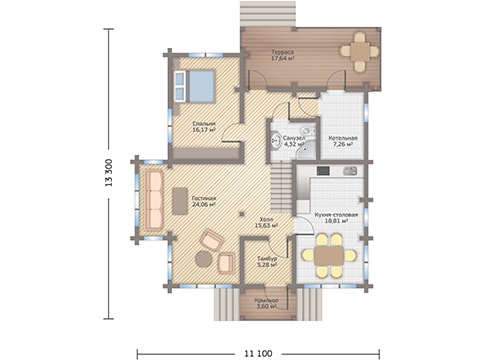 Терраса
17,64 м²
Спальня
16,17 м²
Санузел
4,32 м²
Котельная
7,26 м²
Гостиная
24,06 м²
Холл
15,63 м²
Кухня-столовая
18,81 м²
Тамбур
5,28 м²
Крыльцо
3,60 м²
13 300
11 100